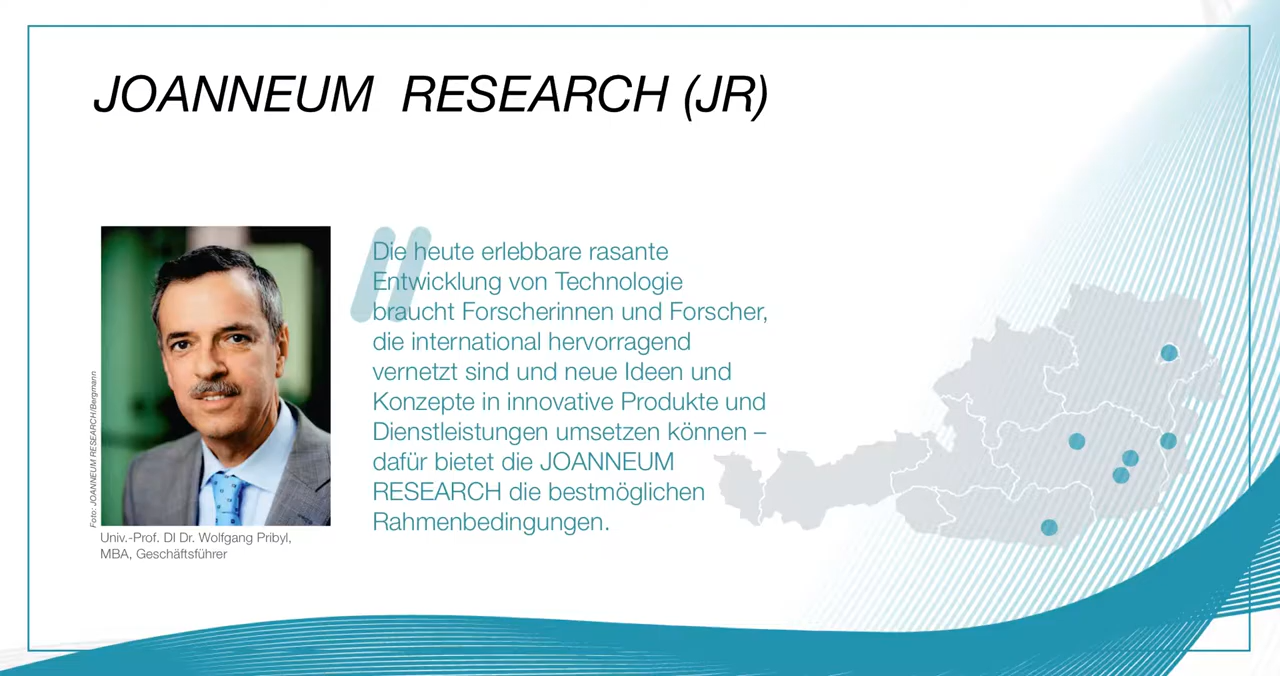 JOANNEUM RESEARCH (JR)
Die heute erlebbare rasante
Entwicklung von Technologie
braucht Forscherinnen und Forscher,
die international hervorragend
vernetzt sind und neue Ideen und
Konzepte in innovative Produkte und
Dienstleistungen umsetzen können –
dafür bietet die JOANNEUM
RESEARCH die bestmöglichen
Rahmenbedingungen.
Foto: JOANNEUM RESEARCH/Bergmann
Univ.-Prof. DI Dr. Wolfgang Pribyl,
MBA, Geschäftsführer